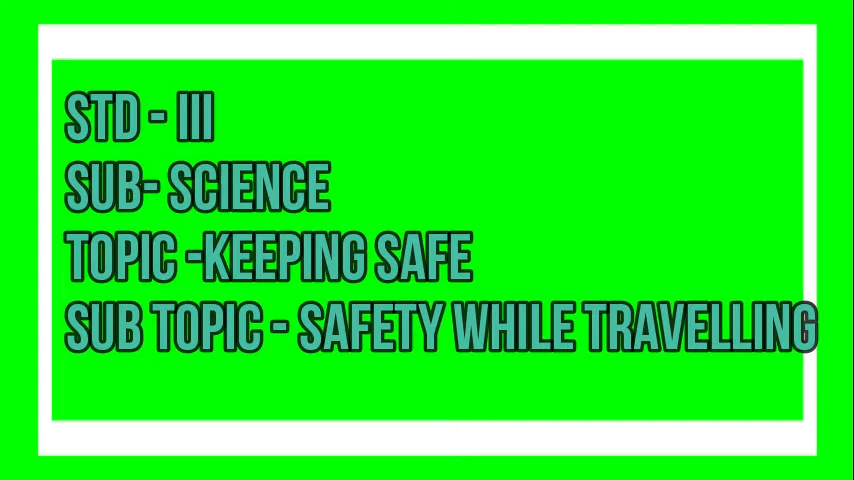 STD - III
SUB- SCIENCE
TOPIC -KEEPING SAFE
SUB TOPIC - SAFETY WHILE TRAVELLING